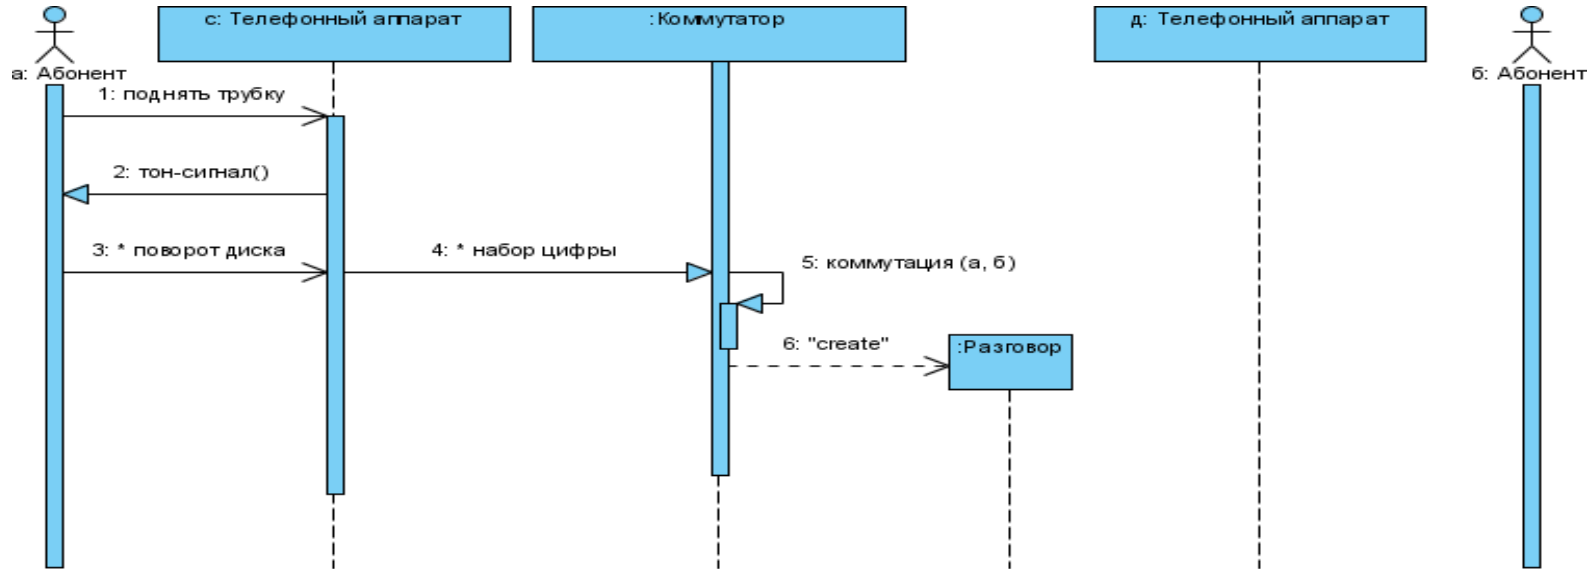 с: Телефонный аппарат
:Коммутатор
д: Телефонный аппарат
а: Абонент
б: Абонент
1: поднять трубку
2: тон-сигнал()
3: * поворот диска
4: * набор цифры
5: коммутация (а, б)
6: "create"
:Разговор